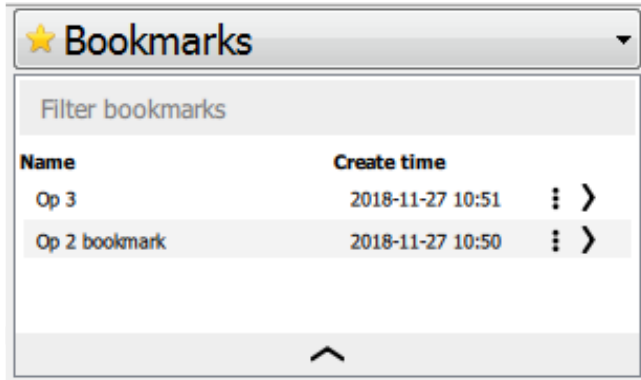 Bookmarks
Filter bookmarks
Name Create time
Op 3 2018-11-27 10:51
Op 2 bookmark 2018-11-27 10:50